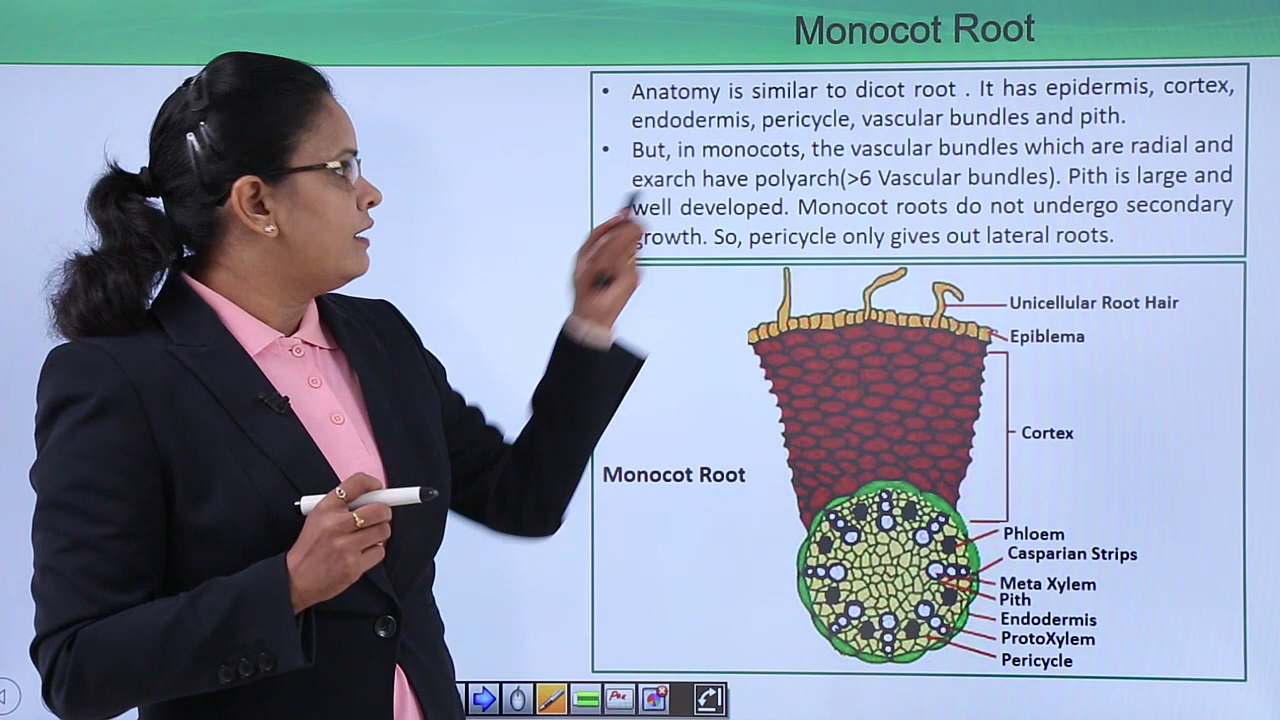 Monocot Root
• Anatomy is similar to dicot root . It has epidermis, cortex,
endodermis, pericycle, vascular bundles and pith.
• But, in monocots, the vascular bundles which are radial and
exarch have polyarch(>6 Vascular bundles). Pith is large and
well developed. Monocot roots do not undergo secondary
growth. So, pericycle only gives out lateral roots.
Unicellular Root Hair
Epiblema
Cortex
Monocot Root
Phloem
Casparian Strips
Meta Xylem
Pith
Endodermis
ProtoXylem
Pericycle